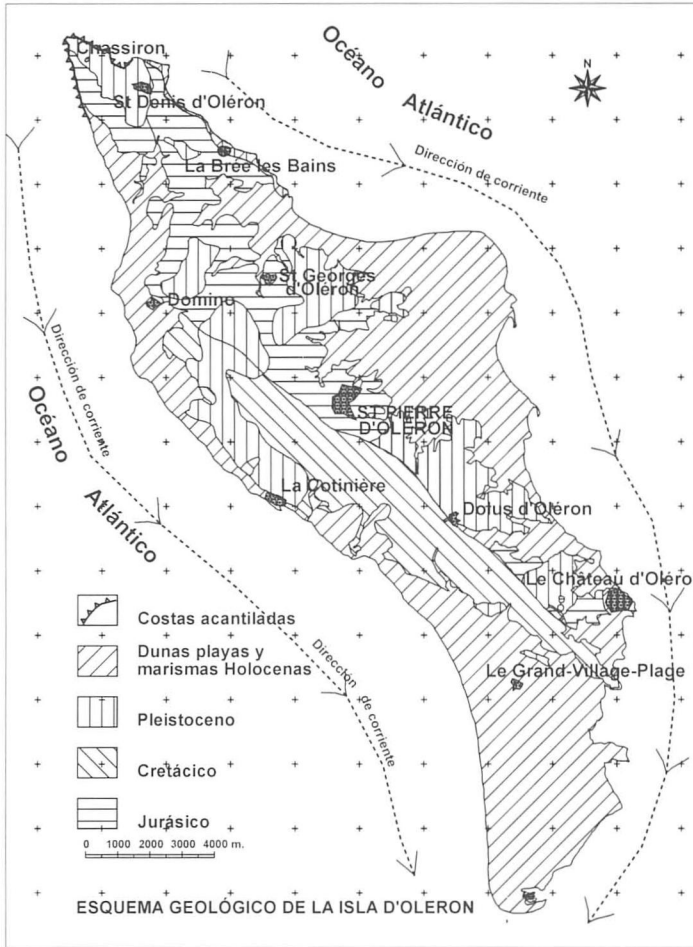 Chassiron
Océano
Atlántico
N
St Denis d'Oléron
La Brée les Bains
Dirección de corriente
St Georges
d'Oléron
Domino
Dirección de corriente
Océano
Atlántico
ST PIERRE
D'OLERON
La Cotinière
Dolus d'Oléron
Le Château d'Oléro
Costas acantiladas
Dunas playas y
marismas Holocenas
Le Grand-Village-Plage
Dirección de corriente
Pleistoceno
Cretácico
Jurásico
0 1000 2000 3000 4000 m.
ESQUEMA GEOLÓGICO DE LA ISLA D'OLERON